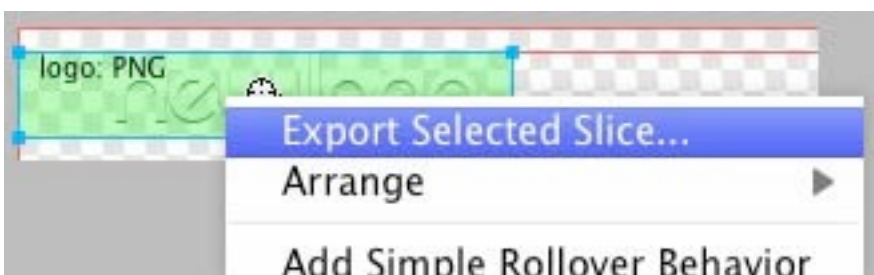 logo: PNG
Export Selected Slice...
Arrange
Add Simple Rollover Behavior